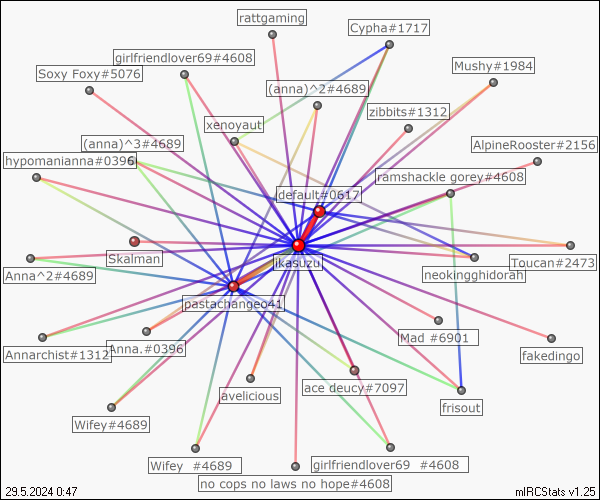 rattgaming
Cypha#1717
girlfriendlover69#4608
Mushy#1984
Soxy Foxy#5076
(anna)^2#4689
zibbits#1312
xenoyaut
(anna)^3#4689
AlpineRooster#2156
hypomanianna#0396
ramshackle gorey#4608
default#0617
Skalman
jikasuzu
Toucan#2473
Anna^2#4689
neokingghidorah
pastachangeo41
Mad #6901
Annarchist#1312
Anna.#0396
fakedingo
ace deucy#7097
avelicious
frisout
Wifey#4689
Wifey #4689
girlfriendlover69 #4608
no cops no laws no hope#4608
29.5.2024 0:47
mIRCStats v1.25